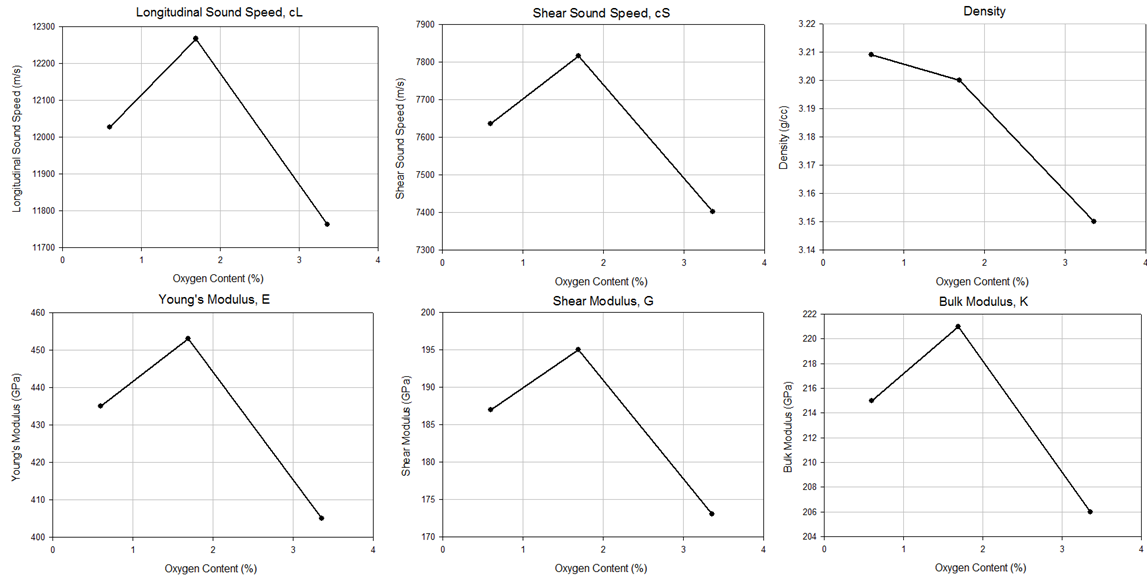 Longitudinal Sound Speed, cL
Longitudinal Sound Speed (m/s)
12300
12200
12100
12000
11900
11800
11700
0 1 2 3 4
Oxygen Content (%)
Shear Sound Speed, cS
Shear Sound Speed (m/s)
7900
7800
7700
7600
7500
7400
7300
0 1 2 3 4
Oxygen Content (%)
Density
Density (g/cc)
3.22
3.21
3.20
3.19
3.18
3.17
3.16
3.15
3.14
0 1 2 3 4
Oxygen Content (%)
Young's Modulus, E
Young's Modulus (GPa)
460
450
440
430
420
410
400
0 1 2 3 4
Oxygen Content (%)
Shear Modulus, G
Shear Modulus (GPa)
200
195
190
185
180
175
170
0 1 2 3 4
Oxygen Content (%)
Bulk Modulus, K
Bulk Modulus (GPa)
222
220
218
216
214
212
210
208
206
204
0 1 2 3 4
Oxygen Content (%)